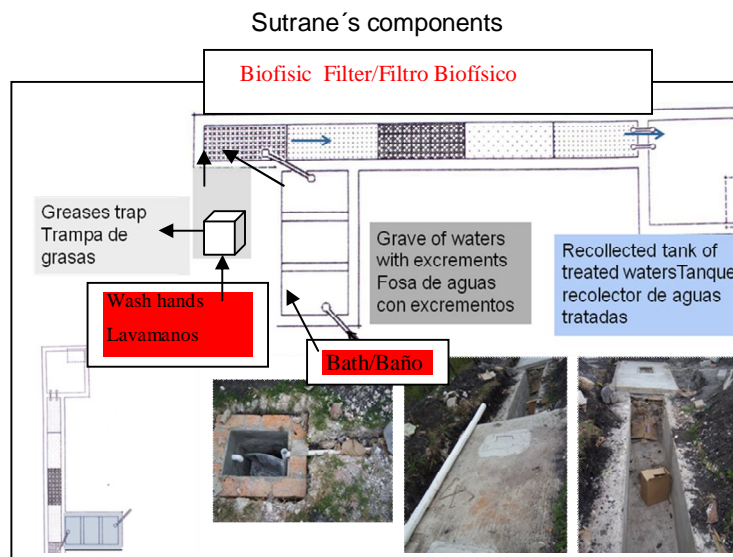 Sutrane´s components
Biofisic Filter/Filtro Biofísico
Greases trap
Trampa de
grasas
Grave of waters
with excrements
Fosa de aguas
con excrementos
Recollected tank of
treated watersTanque
recolector de aguas
tratadas
Wash hands
Lavamanos
Bath/Baño